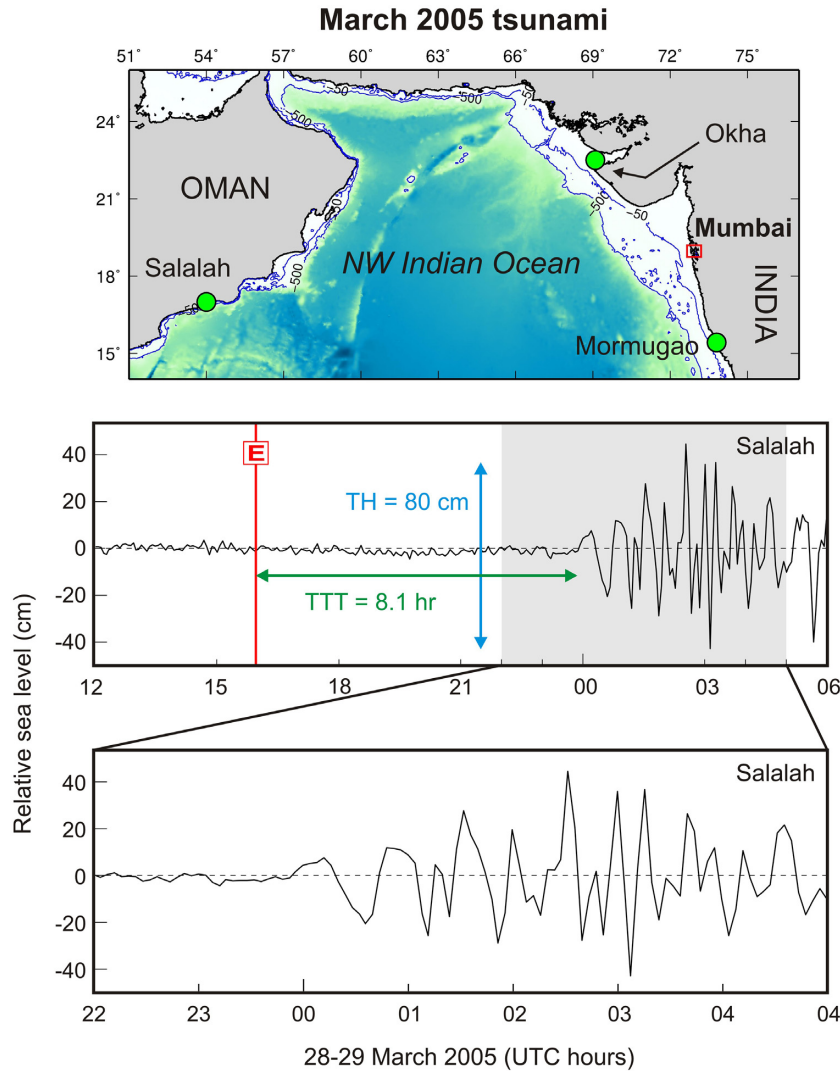 March 2005 tsunami
51° 54° 57° 60° 63° 66° 69° 72° 75°
24°
21°
18°
15°
-50
-500
500
-50
-500
Okha
OMAN
-50
-500
-50
Mumbai
NW Indian Ocean
Salalah
-500
INDIA
-50
Mormugao
Relative sea level (cm)
40
20
0
-20
-40
E
Salalah
TH = 80 cm
TTT = 8.1 hr
12 15 18 21 00 03 06
40
20
0
-20
-40
Salalah
22 23 00 01 02 03 04
28-29 March 2005 (UTC hours)